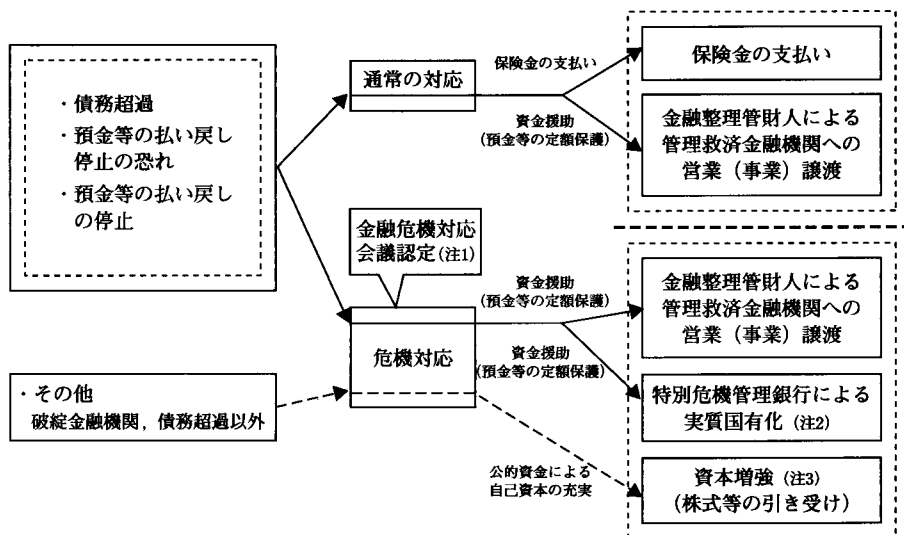 ・債務超過
・預金等の払い戻し
停止の恐れ
・預金等の払い戻し
の停止
・その他
破綻金融機関，債務超過以外
通常の対応
金融危機対応
会議認定(注1)
危機対応
保険金の支払い
資金援助
(預金等の定額保護)
資金援助
(預金等の定額保護)
資金援助
(預金等の定額保護)
公的資金による
自己資本の充実
保険金の支払い
金融整理管財人による
管理救済金融機関への
営業（事業）譲渡
金融整理管財人による
管理救済金融機関への
営業（事業）譲渡
特別危機管理銀行による
実質国有化 (注2)
資本増強 (注3)
(株式等の引き受け)